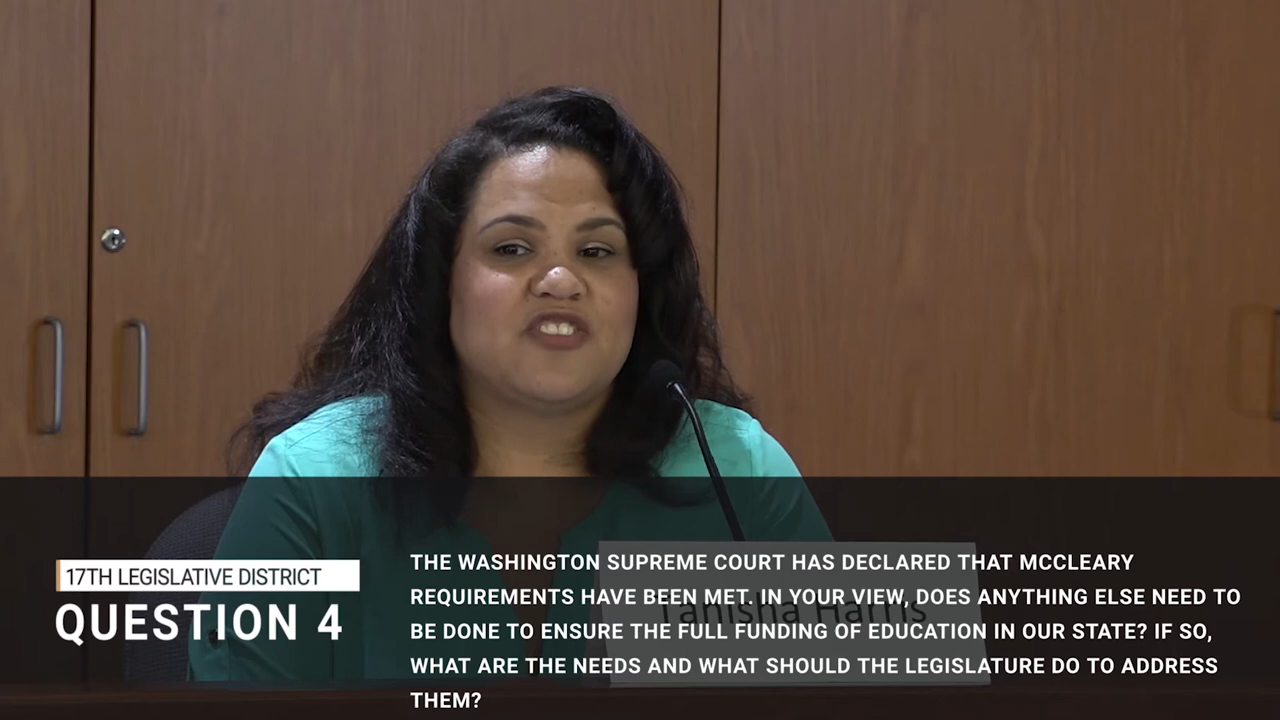 17TH LEGISLATIVE DISTRICT
QUESTION 4
THE WASHINGTON SUPREME COURT HAS DECLARED THAT MCCLEARY
REQUIREMENTS HAVE BEEN MET. IN YOUR VIEW, DOES ANYTHING ELSE NEED TO
BE DONE TO ENSURE THE FULL FUNDING OF EDUCATION IN OUR STATE? IF SO,
WHAT ARE THE NEEDS AND WHAT SHOULD THE LEGISLATURE DO TO ADDRESS
THEM?
Tanisha Harris